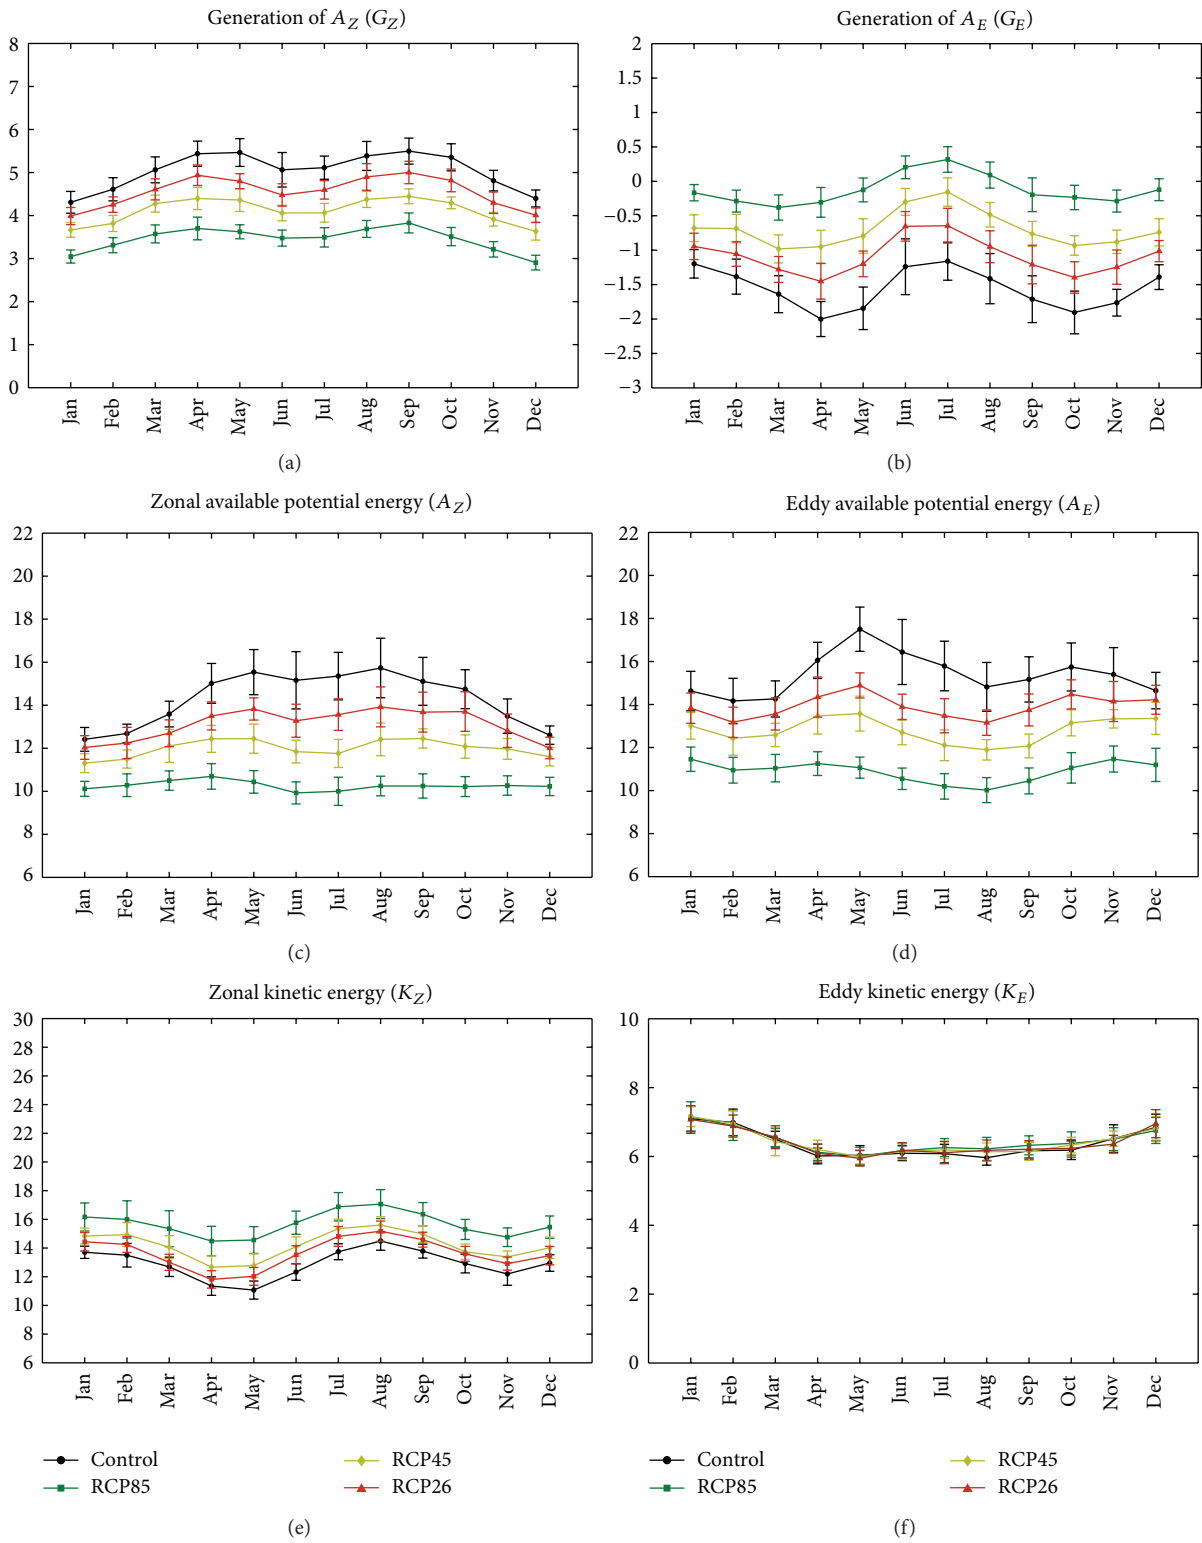 Generation of A_Z (G_Z)
8
7
6
5
4
3
2
1
0
Jan Feb Mar Apr May Jun Jul Aug Sep Oct Nov Dec
(a)
Generation of A_E (G_E)
2
1.5
1
0.5
0
−0.5
−1
−1.5
−2
−2.5
−3
Jan Feb Mar Apr May Jun Jul Aug Sep Oct Nov Dec
(b)
Zonal available potential energy (A_Z)
22
20
18
16
14
12
10
8
6
Jan Feb Mar Apr May Jun Jul Aug Sep Oct Nov Dec
(c)
Eddy available potential energy (A_E)
22
20
18
16
14
12
10
8
6
Jan Feb Mar Apr May Jun Jul Aug Sep Oct Nov Dec
(d)
Zonal kinetic energy (K_Z)
30
28
26
24
22
20
18
16
14
12
10
6
Jan Feb Mar Apr May Jun Jul Aug Sep Oct Nov Dec
Control
RCP85
RCP45
RCP26
(e)
Eddy kinetic energy (K_E)
10
8
6
4
2
0
Jan Feb Mar Apr May Jun Jul Aug Sep Oct Nov Dec
Control
RCP85
RCP45
RCP26
(f)